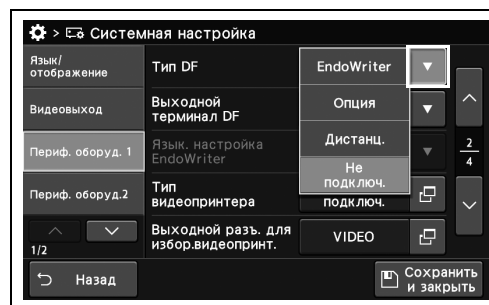 > Системная настройка
Язык/
отображение
Видеовыход
Периф. оборуд. 1
Периф. оборуд.2
1/2
Тип DF
EndoWriter
Опция
Дистанц.
Не
подключ.
Выходной
терминал DF
Язык. настройка
EndoWriter
Тип
видеопринтера
подключ.
Выходной разъ. для
избор.видеопринт.
VIDEO
2
4
Назад
Сохранить
и закрыть